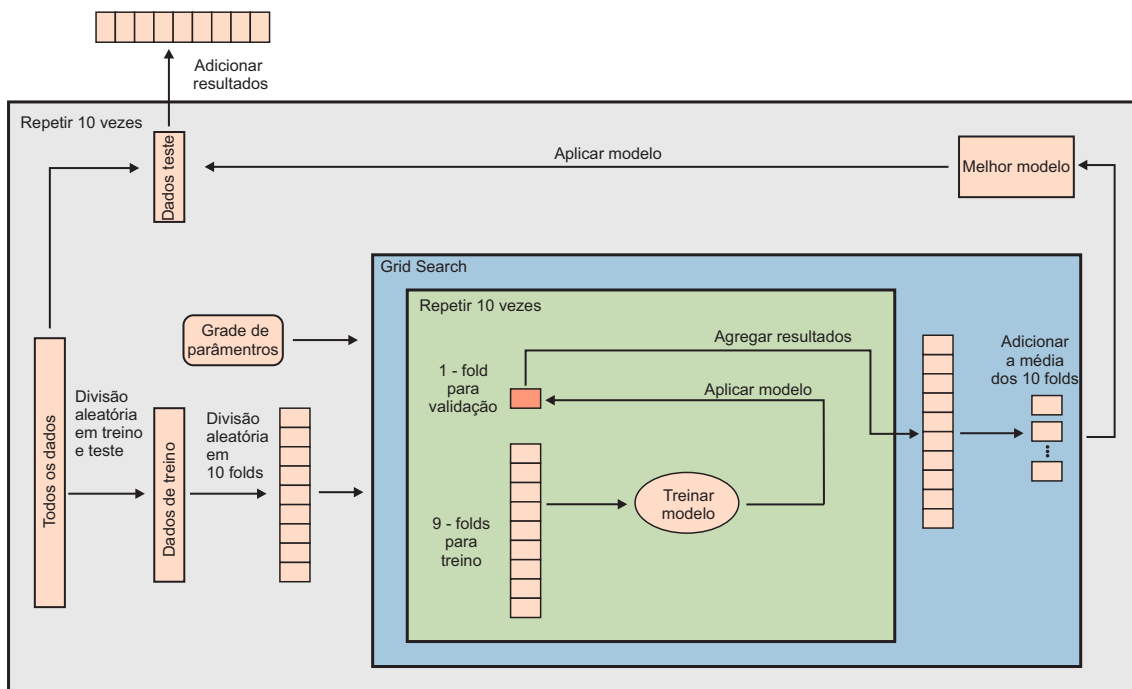 Adicionar
resultados
Repetir 10 vezes
Dados teste
Aplicar modelo
Melhor modelo
Grid Search
Repetir 10 vezes
Grade de
parâmentros
Agregar resultados
Adicionar
a média
dos 10 folds
1 - fold
para
validação
Aplicar modelo
Todos os dados
Divisão
aleatória
em treino
e teste
Dados de treino
Divisão
aleatória
em
10 folds
9 - folds
para
treino
Treinar
modelo